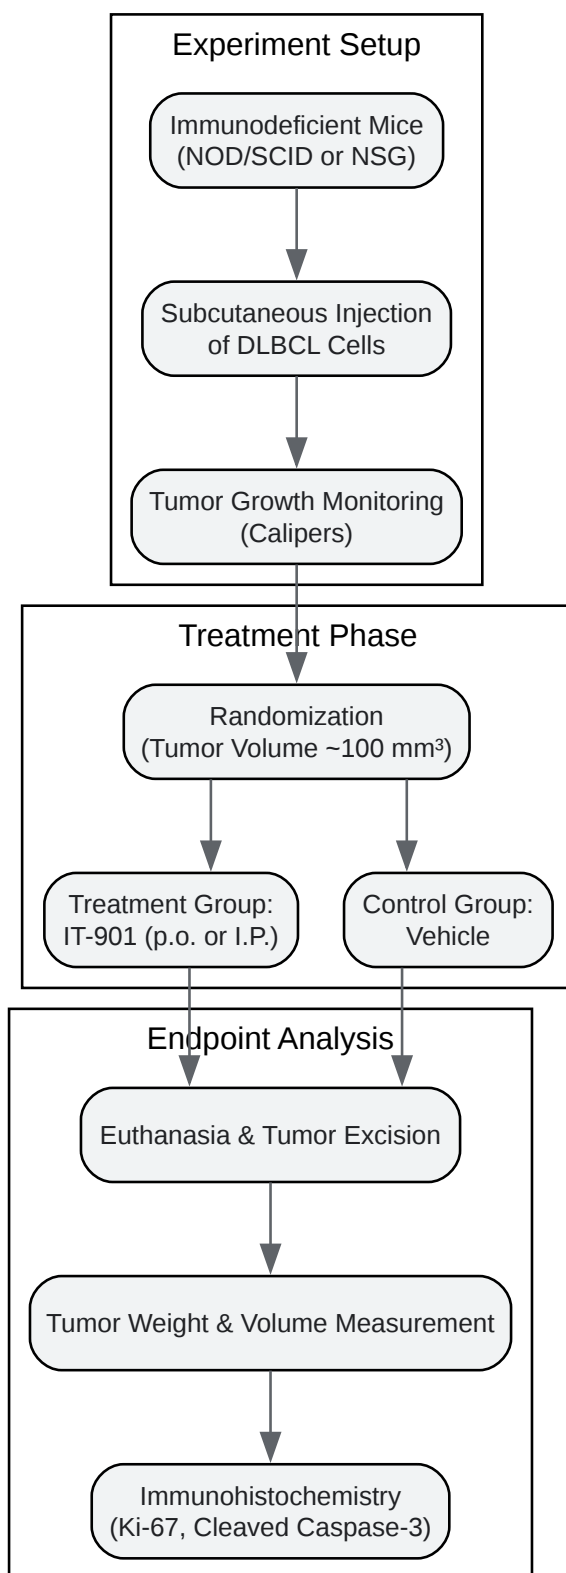 Experiment Setup
Immunodeficient Mice
(NOD/SCID or NSG)
Subcutaneous Injection
of DLBCL Cells
Tumor Growth Monitoring
(Calipers)
Treatment Phase
Randomization
(Tumor Volume ~100 mm³)
Treatment Group:
IT-901 (p.o. or I.P.)
Control Group:
Vehicle
Endpoint Analysis
Euthanasia & Tumor Excision
Tumor Weight & Volume Measurement
Immunohistochemistry
(Ki-67, Cleaved Caspase-3)